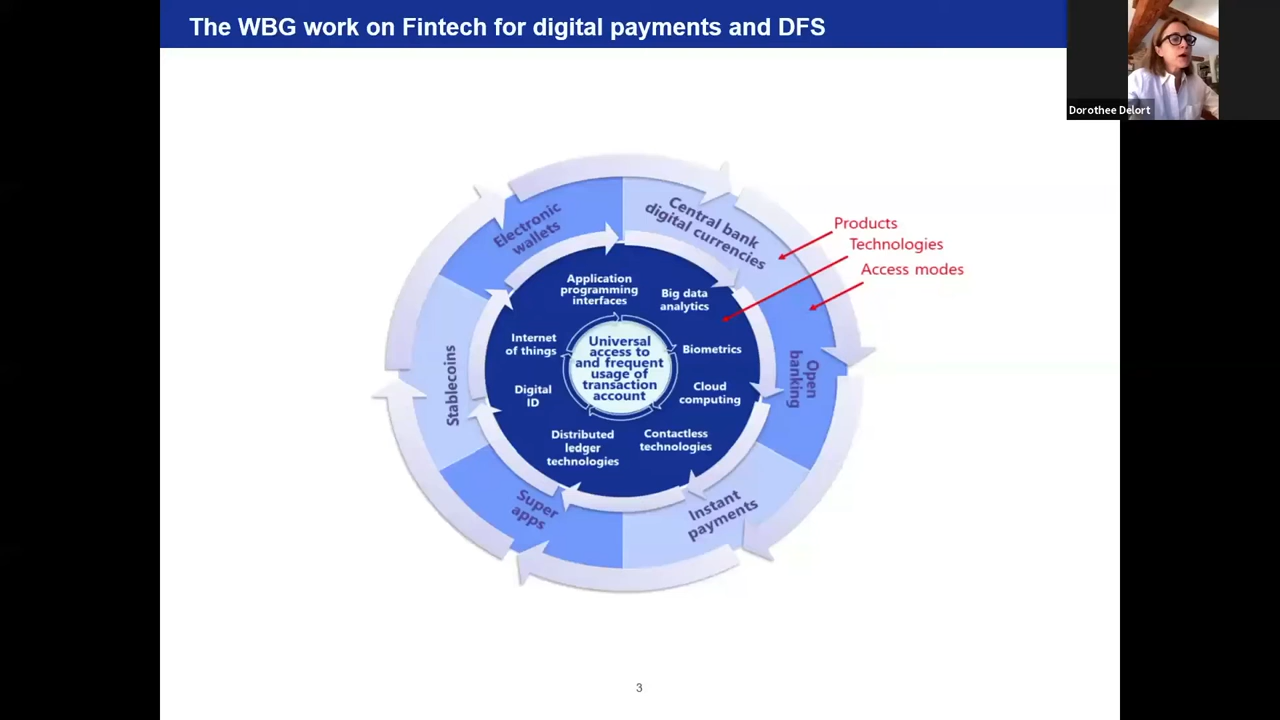 The WBG work on Fintech for digital payments and DFS
Dorothee Delort
Products
Technologies
Access modes
Electronic
wallets
Central bank
digital currencies
Open
banking
Instant
payments
Super
apps
Stablecoins
Application
programming
interfaces
Big data
analytics
Biometrics
Cloud
computing
Contactless
technologies
Distributed
ledger
technologies
Digital
ID
Internet
of things
Universal
access to
and frequent
usage of
transaction
account
3